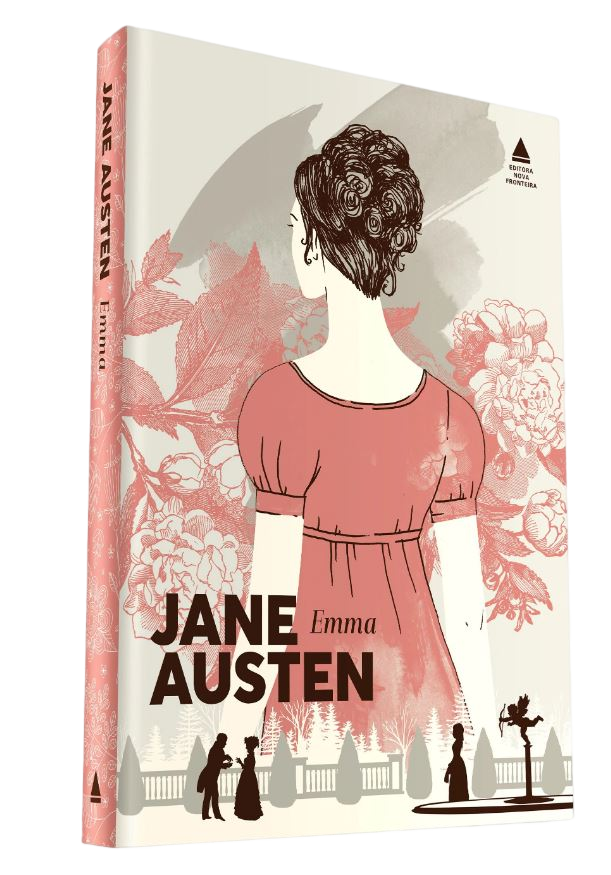 JANE AUSTEN Emma
EDITORA
NOVA
FRONTEIRA
JANE Emma
AUSTEN